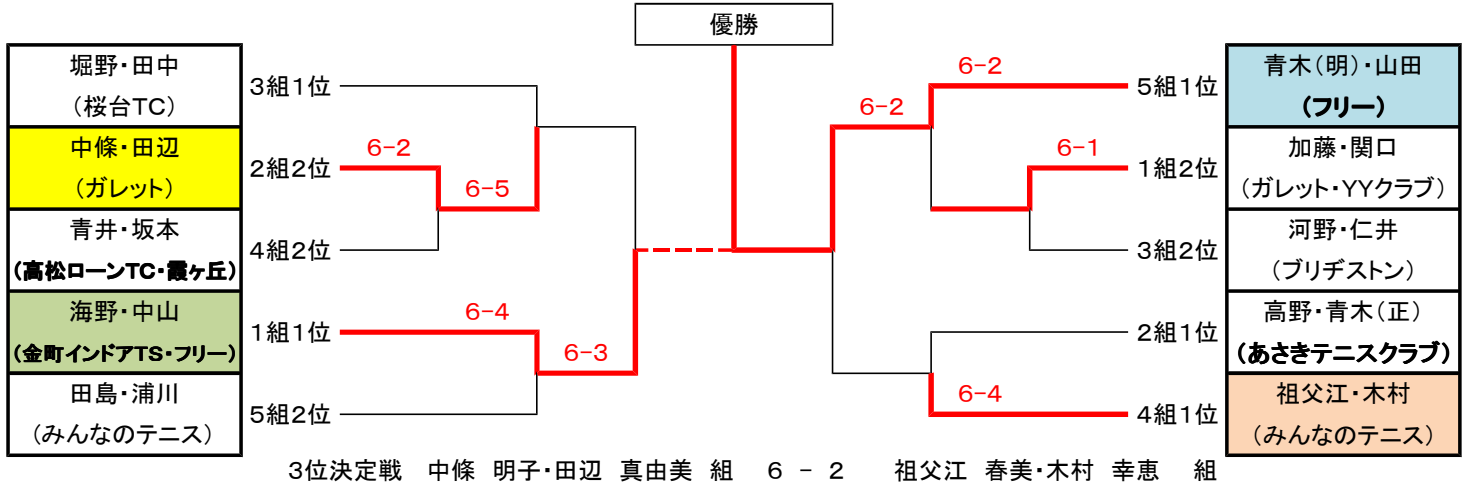 優勝
堀野・田中
(桜台TC)
3組1位
中條・田辺
(ガレット)
2組2位
6-2
6-5
青井・坂本
(高松ローンTC・霞ヶ丘)
4組2位
海野・中山
(金町インドアTS・フリー)
1組1位
6-4
6-3
田島・浦川
(みんなのテニス)
5組2位
6-2
6-2
5組1位
青木(明)・山田
(フリー)
6-1
1組2位
加藤・関口
(ガレット・YYクラブ)
3組2位
河野・仁井
(ブリヂストン)
2組1位
高野・青木(正)
(あさきテニスクラブ)
6-4
4組1位
祖父江・木村
(みんなのテニス)
3位決定戦 中條 明子・田辺 真由美 組 6 - 2 祖父江 春美・木村 幸恵 組